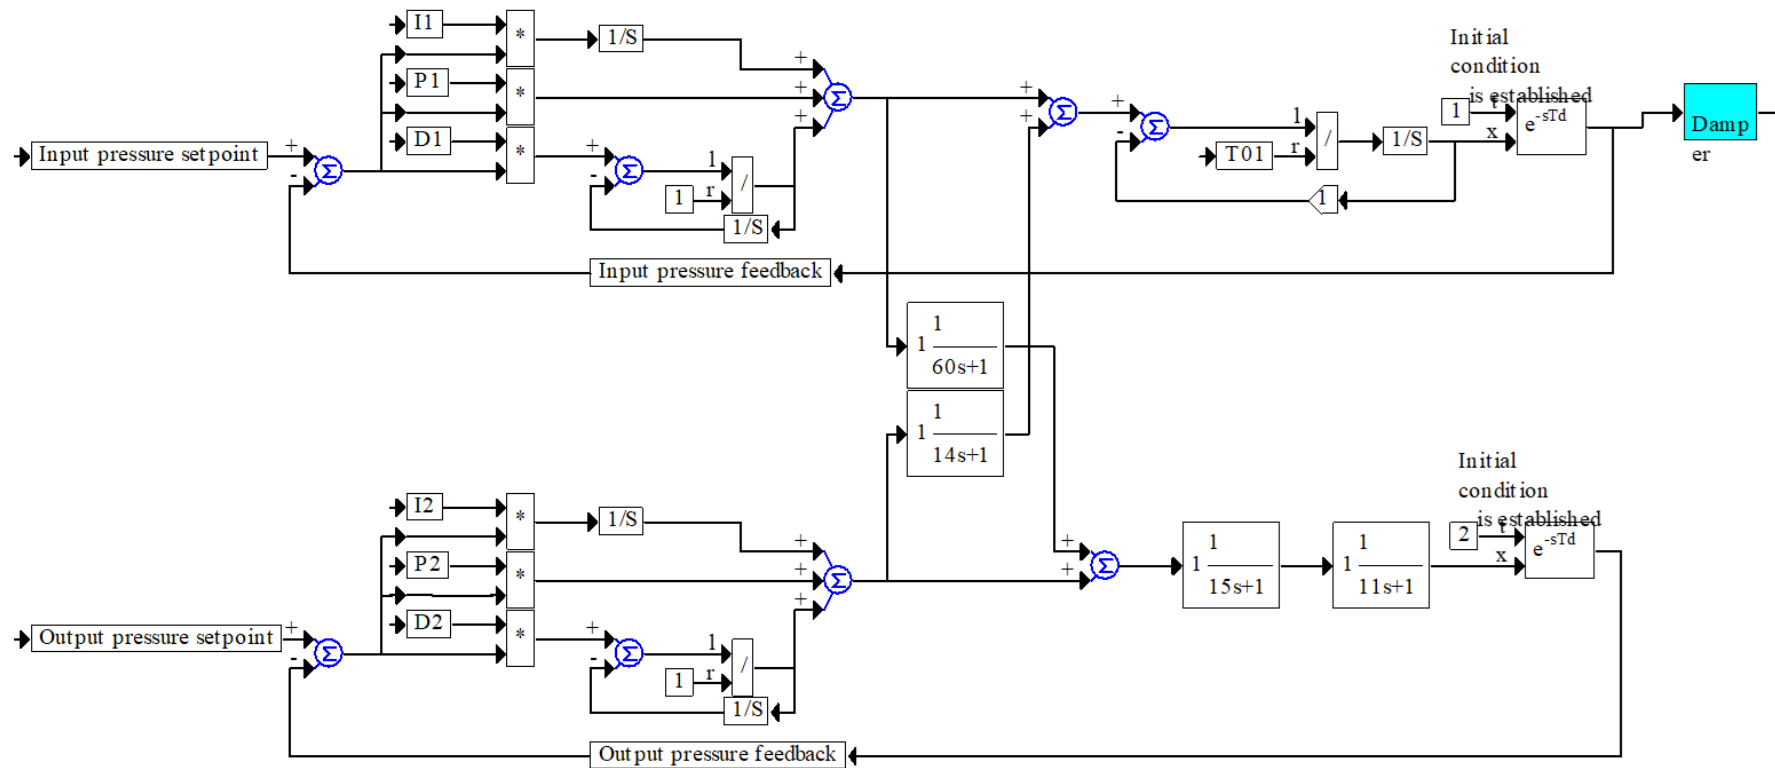 I1
*
1/S
+
P1
*
+
Σ
D1
*
+
Input pressure setpoint
+
-
Σ
+
-
Σ
1
l
r
/
1/S
Input pressure feedback
+
+
Σ
+
-
Σ
T01
l
r
/
1/S
1
Initial
condition
is established
1
t
x
e-sTd
Damp
er
1
1
60s+1
1
1
14s+1
I2
*
1/S
+
P2
*
+
Σ
D2
*
+
Output pressure setpoint
+
-
Σ
+
-
Σ
1
l
r
/
1/S
Output pressure feedback
+
+
Σ
1
1
15s+1
1
1
11s+1
Initial
condition
is established
2
t
x
e-sTd